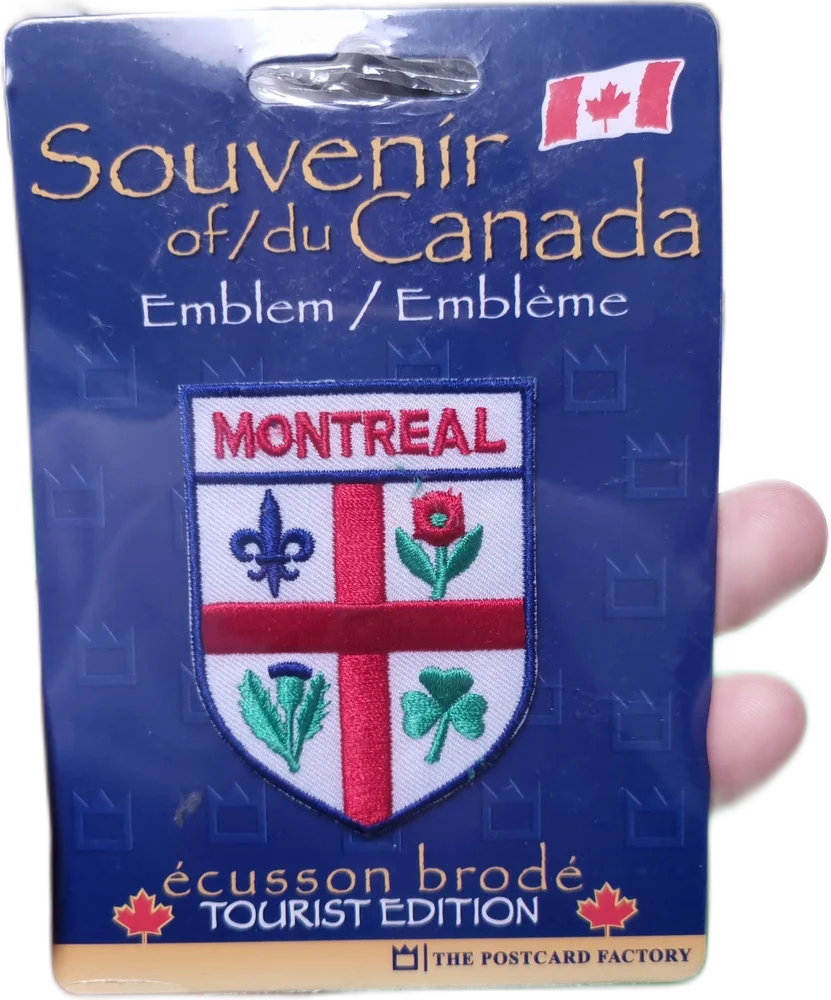 Souvenir
of/du Canada
Emblem / Emblème
MONTREAL
écusson brodé
TOURIST EDITION
THE POSTCARD FACTORY